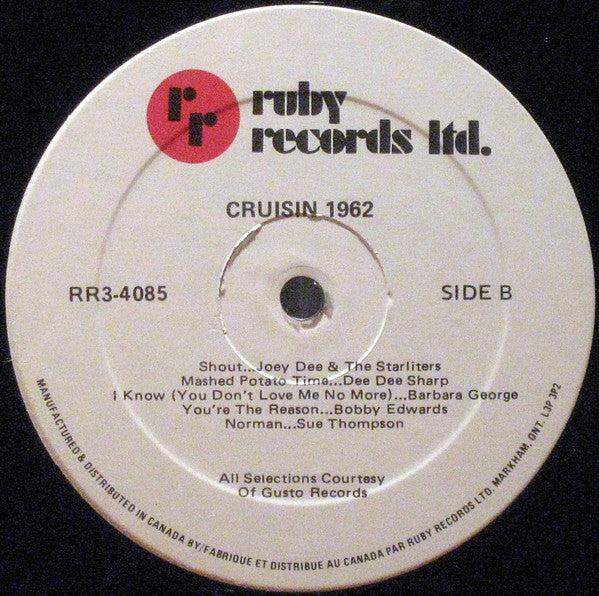 rr
ruby
records ltd.
CRUISIN 1962
RR3-4085
SIDE B
Shout...Joey Dee & The Starliters
Mashed Potato Time...Dee Dee Sharp
I Know (You Don't Love Me No More)...Barbara George
You're The Reason...Bobby Edwards
Norman...Sue Thompson
All Selections Courtesy
Of Gusto Records
MANUFACTURED & DISTRIBUTED IN CANADA BY/FABRIQUE ET DISTRIBUE AU CANADA PAR RUBY RECORDS LTD. MARKHAM, ONT. L3P 3P2